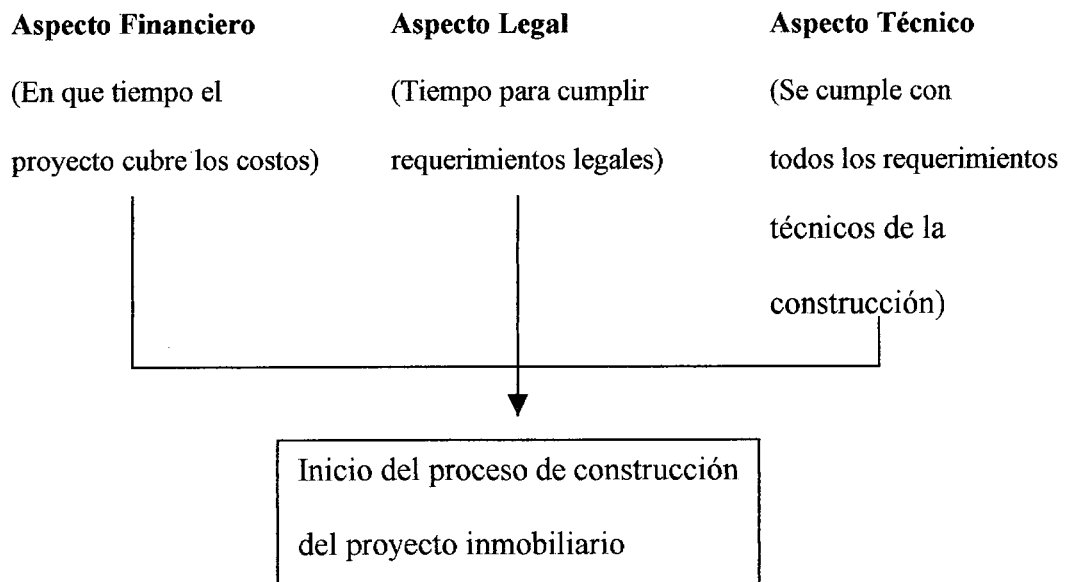 Aspecto Financiero
(En que tiempo el
proyecto cubre los costos)
Aspecto Legal
(Tiempo para cumplir
requerimientos legales)
Aspecto Técnico
(Se cumple con
todos los requerimientos
técnicos de la
construcción)
Inicio del proceso de construcción
del proyecto inmobiliario